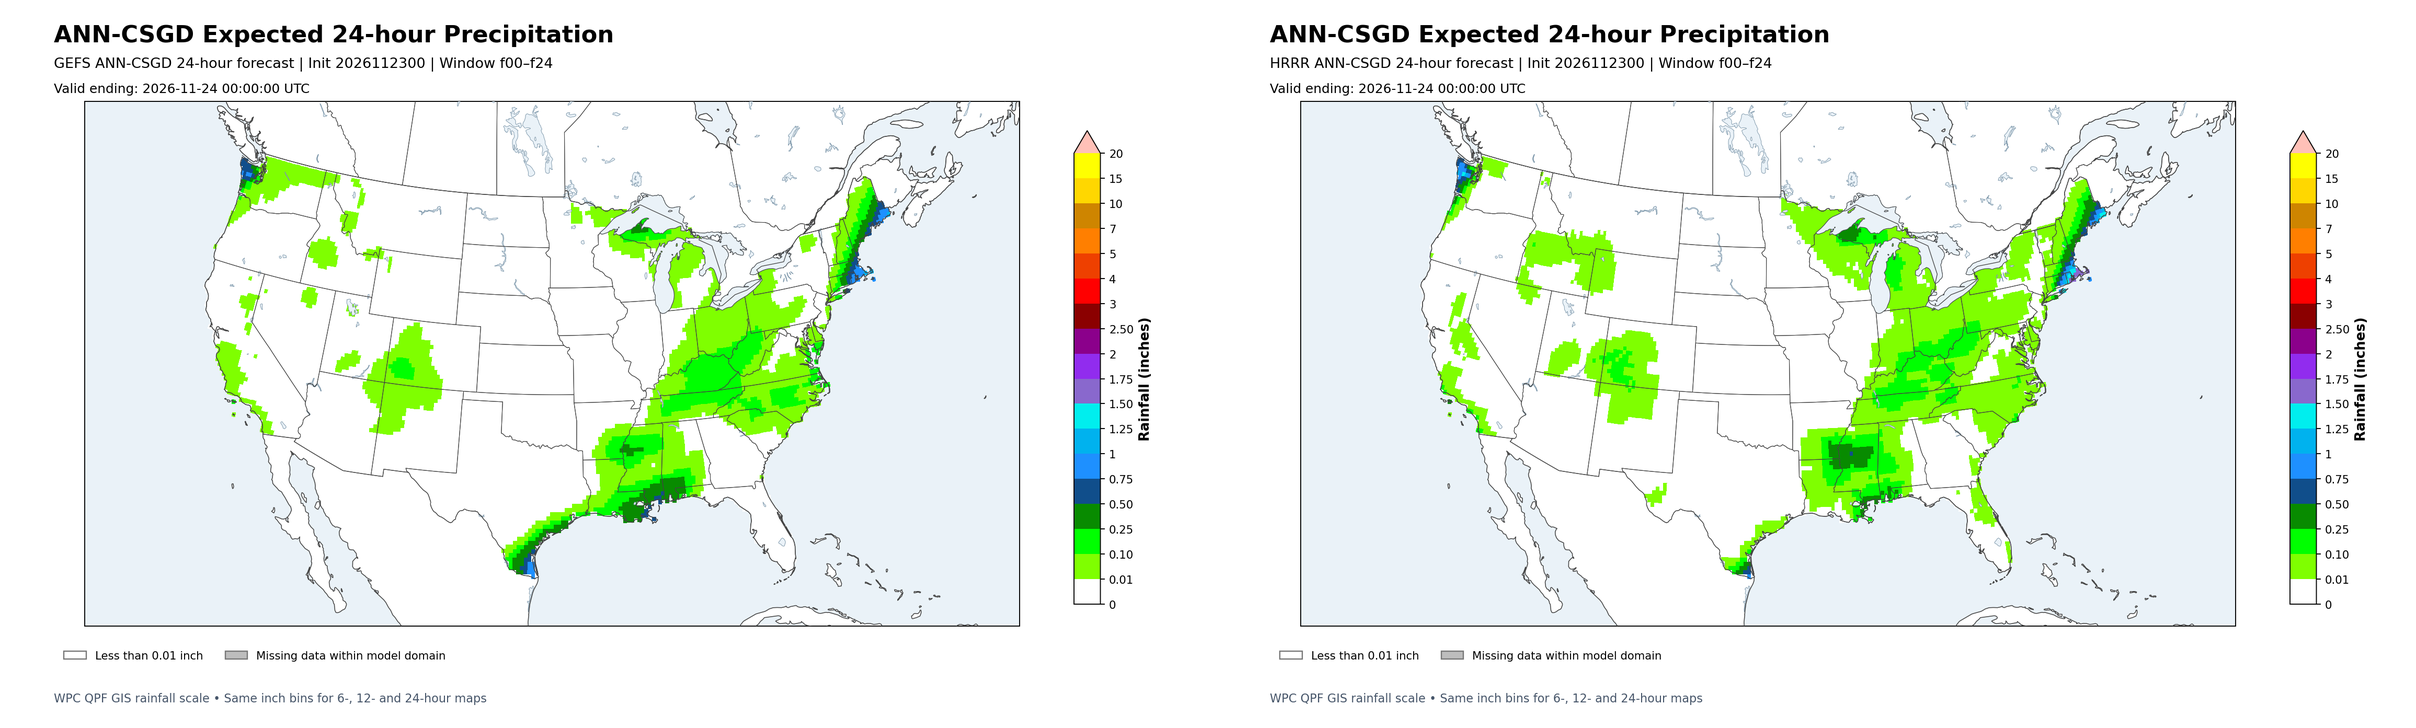 ANN-CSGD Expected 24-hour Precipitation
GEFS ANN-CSGD 24-hour forecast | Init 2026112300 | Window f00–f24
Valid ending: 2026-11-24 00:00:00 UTC
20
15
10
7
5
4
3
2.50
2
1.75
1.50
1.25
1
0.75
0.50
0.25
0.10
0.01
0
Rainfall (inches)
Less than 0.01 inch
Missing data within model domain
WPC QPF GIS rainfall scale • Same inch bins for 6-, 12- and 24-hour maps
ANN-CSGD Expected 24-hour Precipitation
HRRR ANN-CSGD 24-hour forecast | Init 2026112300 | Window f00–f24
Valid ending: 2026-11-24 00:00:00 UTC
20
15
10
7
5
4
3
2.50
2
1.75
1.50
1.25
1
0.75
0.50
0.25
0.10
0.01
0
Rainfall (inches)
Less than 0.01 inch
Missing data within model domain
WPC QPF GIS rainfall scale • Same inch bins for 6-, 12- and 24-hour maps